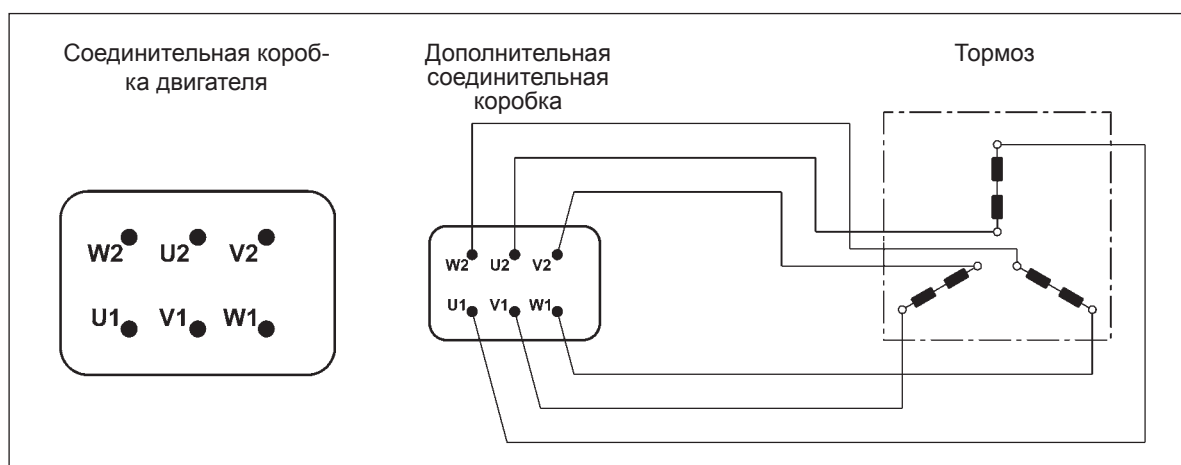 Соединительная короб-
ка двигателя
Дополнительная
соединительная
коробка
Тормоз
W2 U2 V2
U1 V1 W1
W2 U2 V2
U1 V1 W1